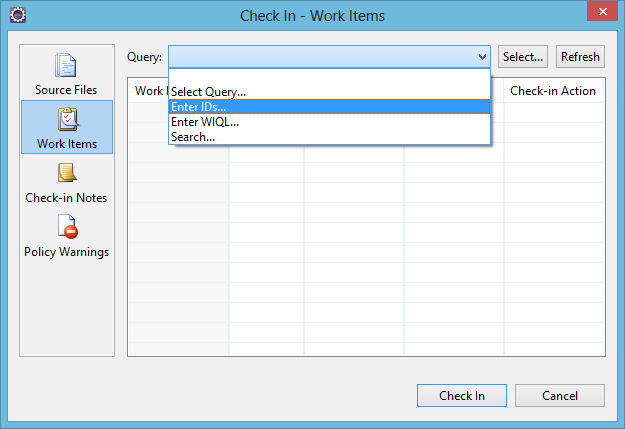 Check In - Work Items
Source Files
Work Items
Check-in Notes
Policy Warnings
Query:
Select...
Refresh
Select Query...
Enter IDs...
Enter WIQL...
Search...
Work
Check-in Action
Check In
Cancel